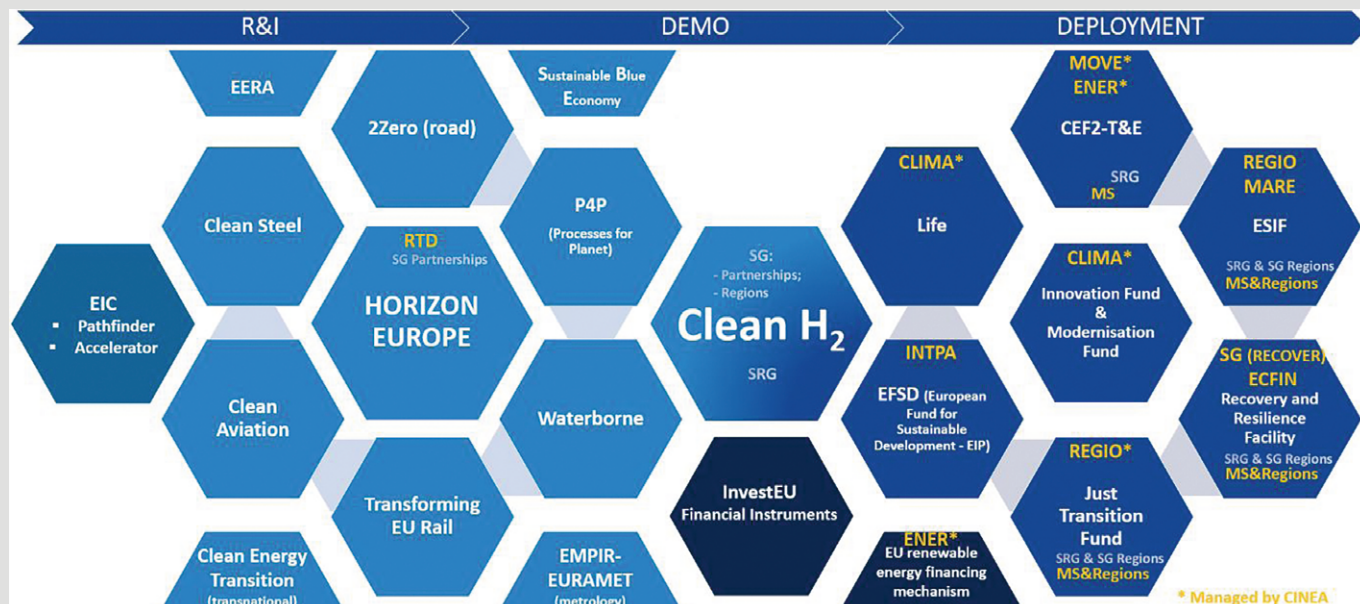 R&I
DEMO
DEPLOYMENT
EERA
2Zero (road)
Sustainable Blue
Economy
MOVE*
ENER*
CEF2-T&E
SRG
MS
Clean Steel
P4P
(Processes for
Planet)
CLIMA*
Life
REGIO
MARE
ESIF
SRG & SG Regions
MS&Regions
EIC
▪ Pathfinder
▪ Accelerator
RTD
SG Partnerships
HORIZON
EUROPE
SG:
- Partnerships;
- Regions
Clean H2
SRG
CLIMA*
Innovation Fund
&
Modernisation
Fund
Clean
Aviation
Waterborne
INTPA
EFSD (European
Fund for
Sustainable
Development - EIP)
SG (RECOVER)
ECFIN
Recovery and
Resilience
Facility
SRG & SG Regions
MS&Regions
Transforming
EU Rail
InvestEU
Financial Instruments
REGIO*
Just
Transition
Fund
SRG & SG Regions
MS&Regions
Clean Energy
Transition
(transnational)
EMPIR-
EURAMET
(metrology)
ENER*
EU renewable
energy financing
mechanism
* Managed by CINEA